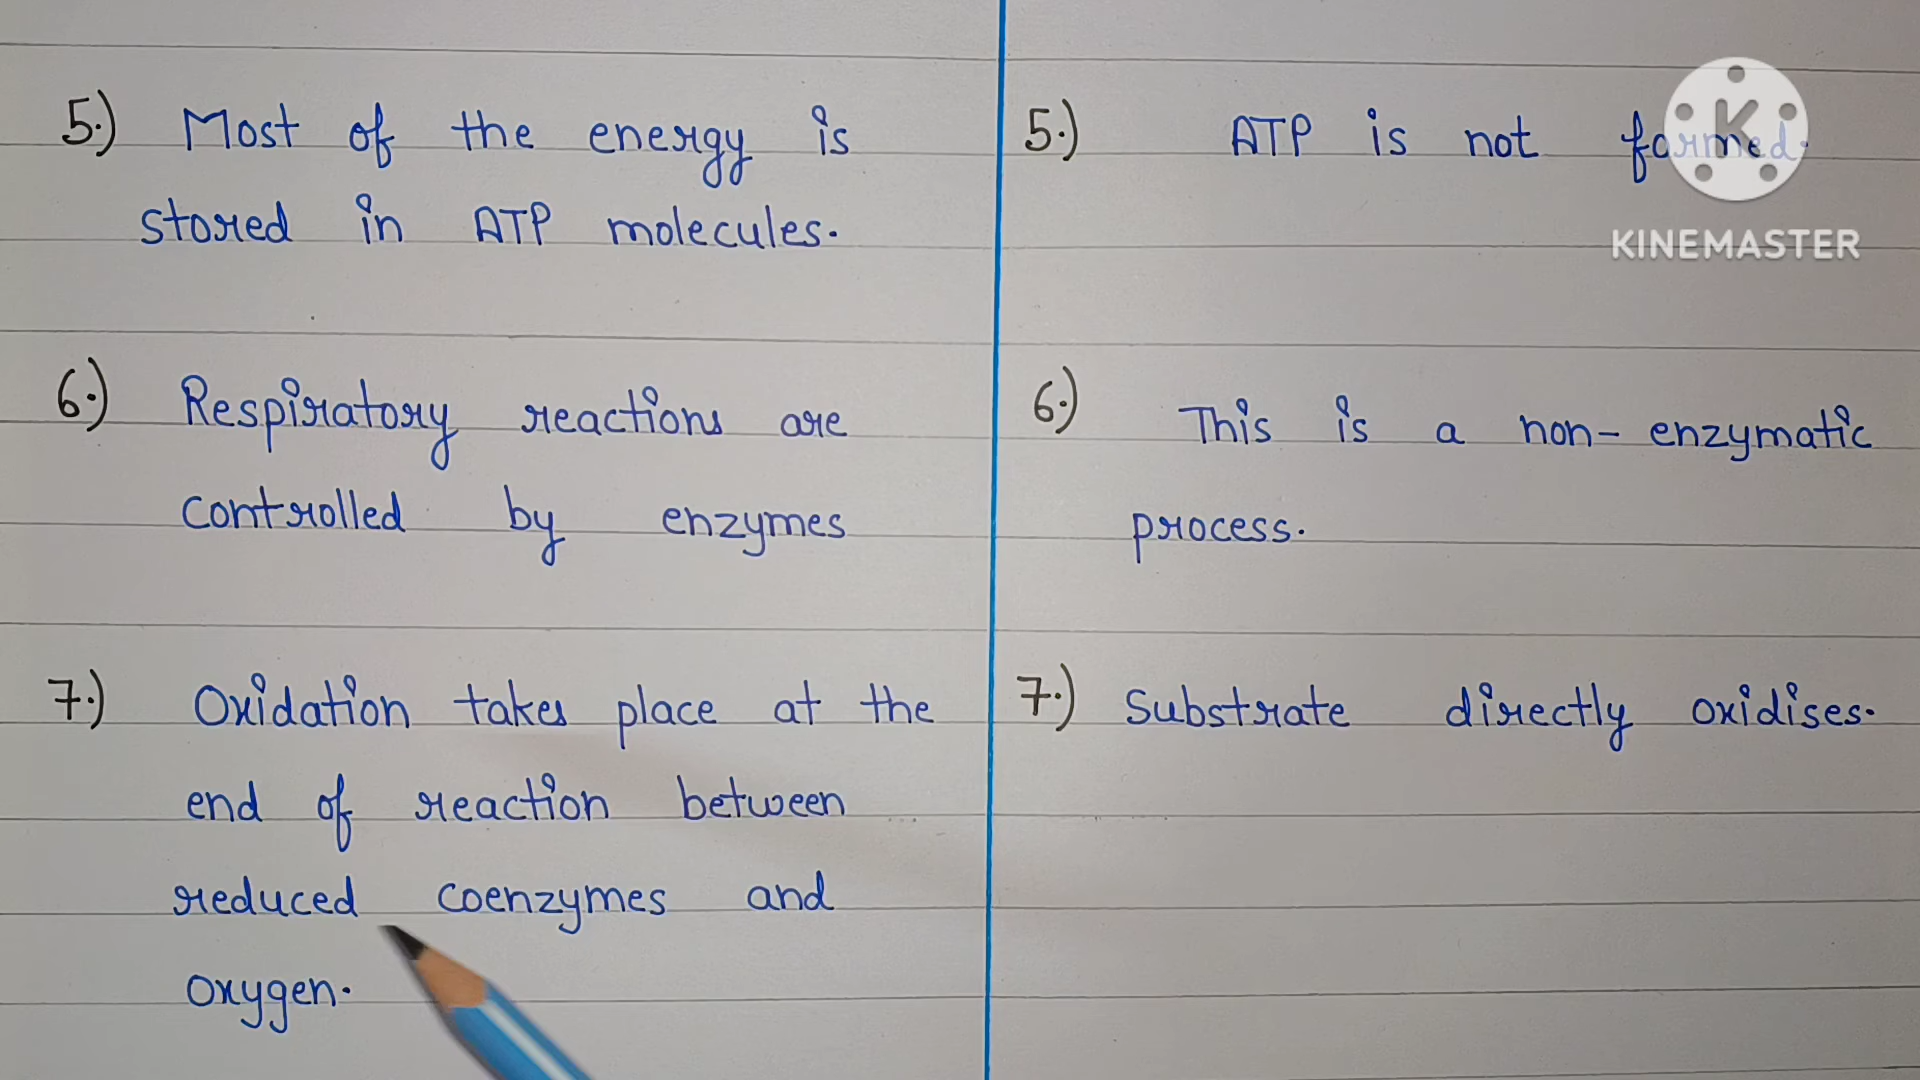 5.) Most of the energy is
stored in ATP molecules.
6.) Respiratory reactions are
controlled by enzymes
7.) Oxidation takes place at the
end of reaction between
reduced coenzymes and
oxygen.
5.) ATP is not formed.
6.) This is a non-enzymatic
process.
7.) Substrate directly oxidises.
K
KINEMASTER